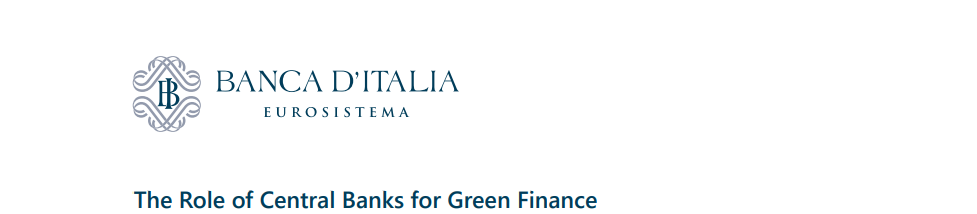 BANCA D'ITALIA
EUROSISTEMA
The Role of Central Banks for Green Finance